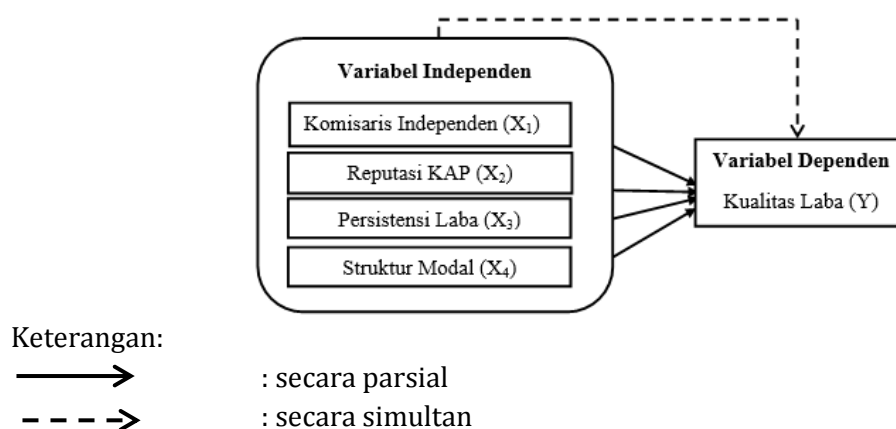 Variabel Independen
Komisaris Independen (X₁)
Reputasi KAP (X₂)
Persistensi Laba (X₃)
Struktur Modal (X₄)
Variabel Dependen
Kualitas Laba (Y)
Keterangan:
: secara parsial
: secara simultan